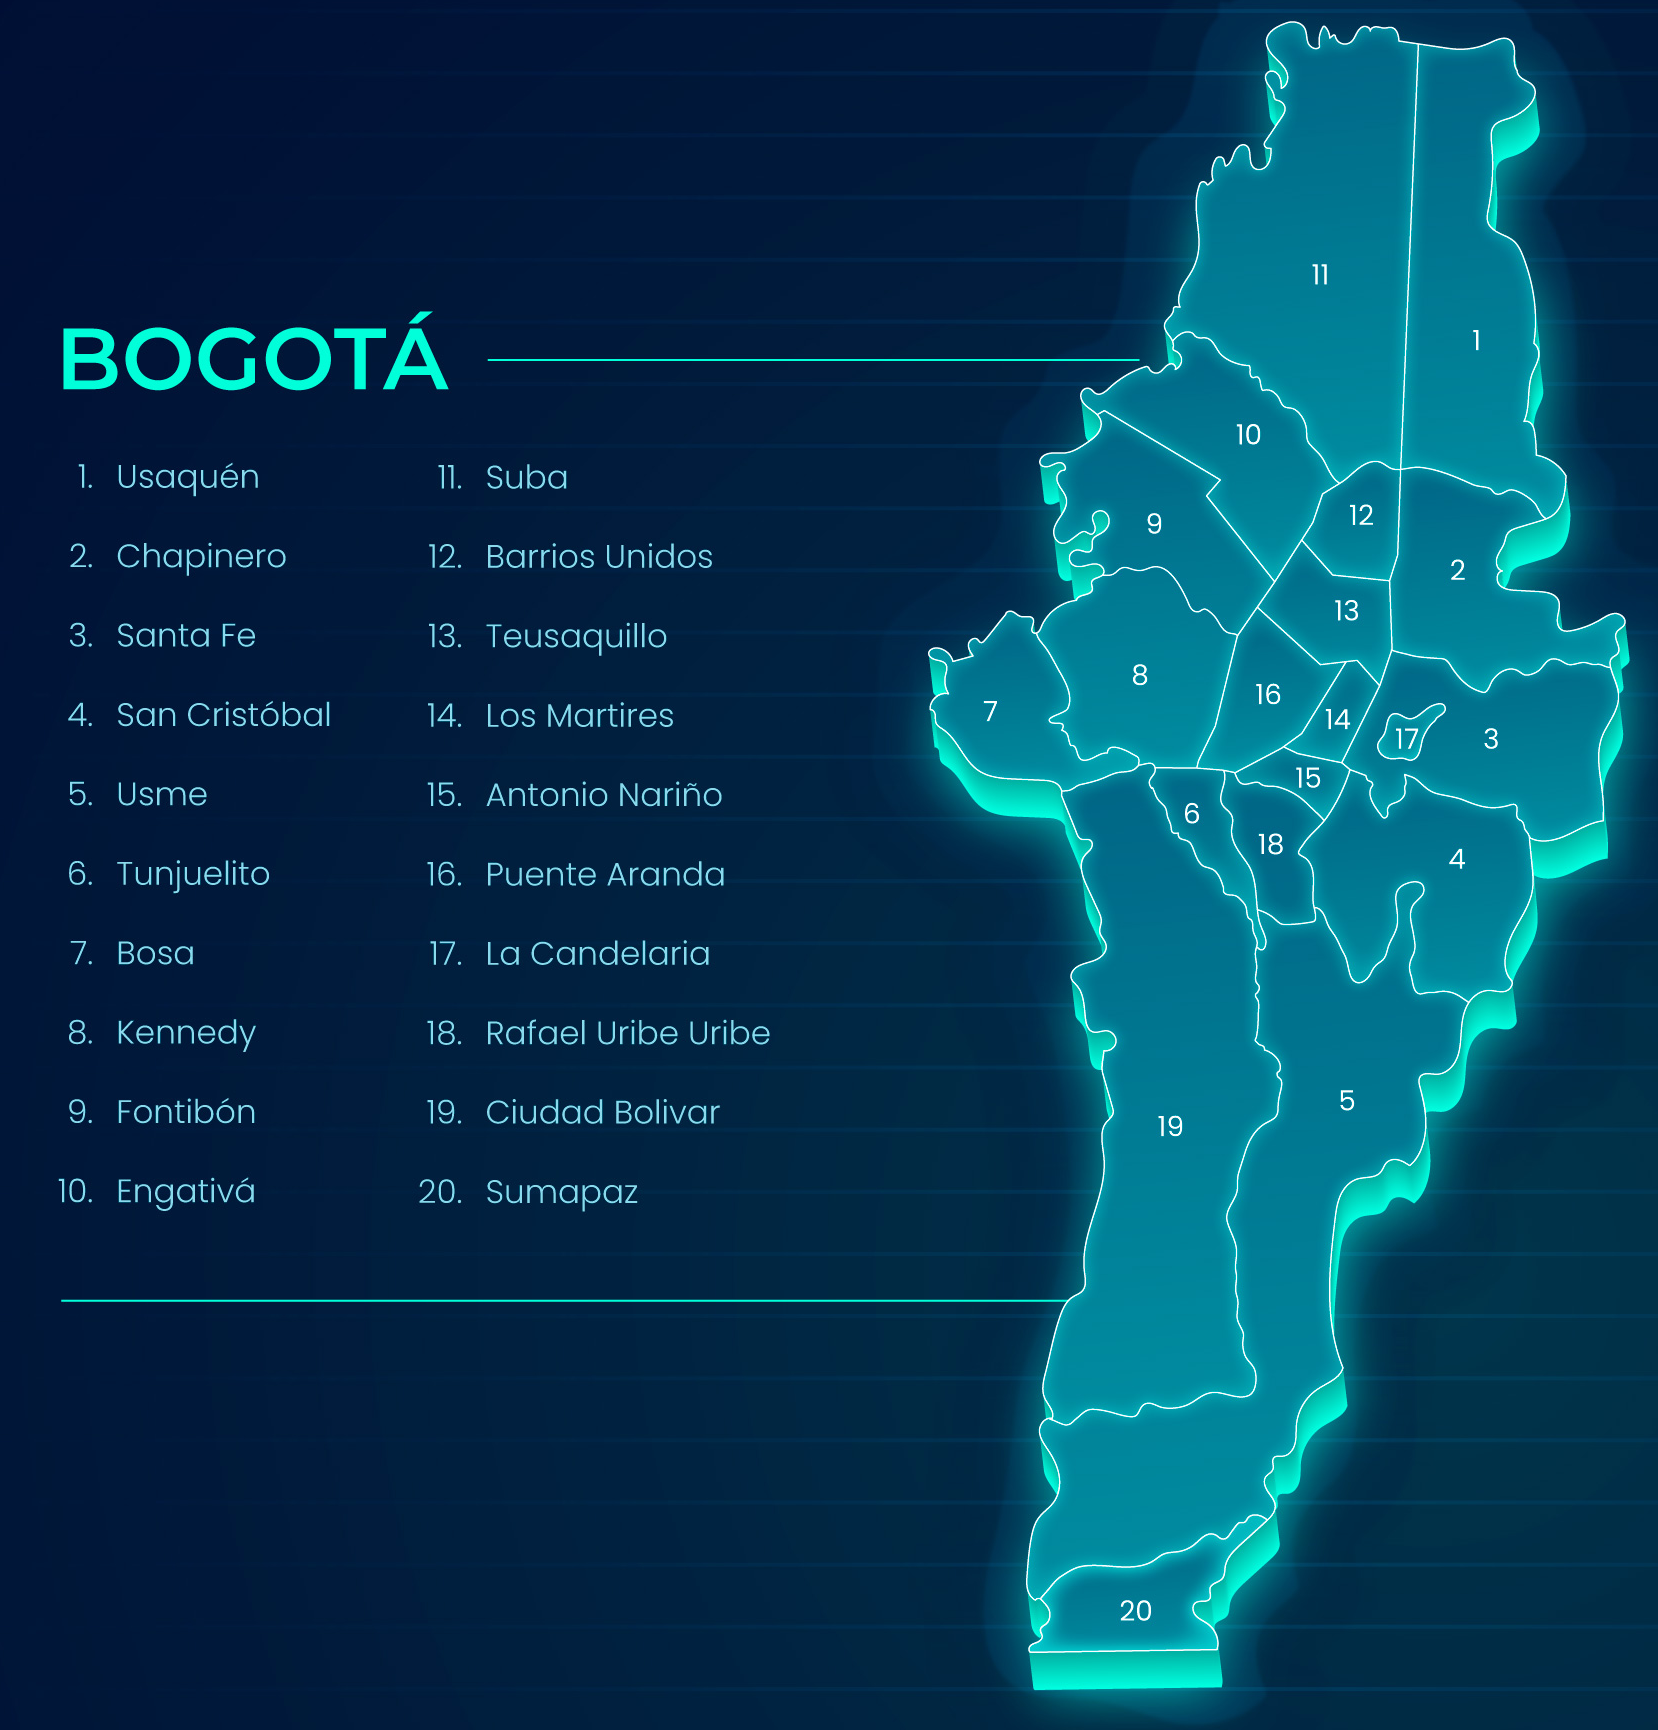 BOGOTÁ
1. Usaquén
2. Chapinero
3. Santa Fe
4. San Cristóbal
5. Usme
6. Tunjuelito
7. Bosa
8. Kennedy
9. Fontibón
10. Engativá
11. Suba
12. Barrios Unidos
13. Teusaquillo
14. Los Martires
15. Antonio Nariño
16. Puente Aranda
17. La Candelaria
18. Rafael Uribe Uribe
19. Ciudad Bolivar
20. Sumapaz
11
1
10
12
9
2
13
8
16
7
14
17
3
15
6
18
4
5
19
20